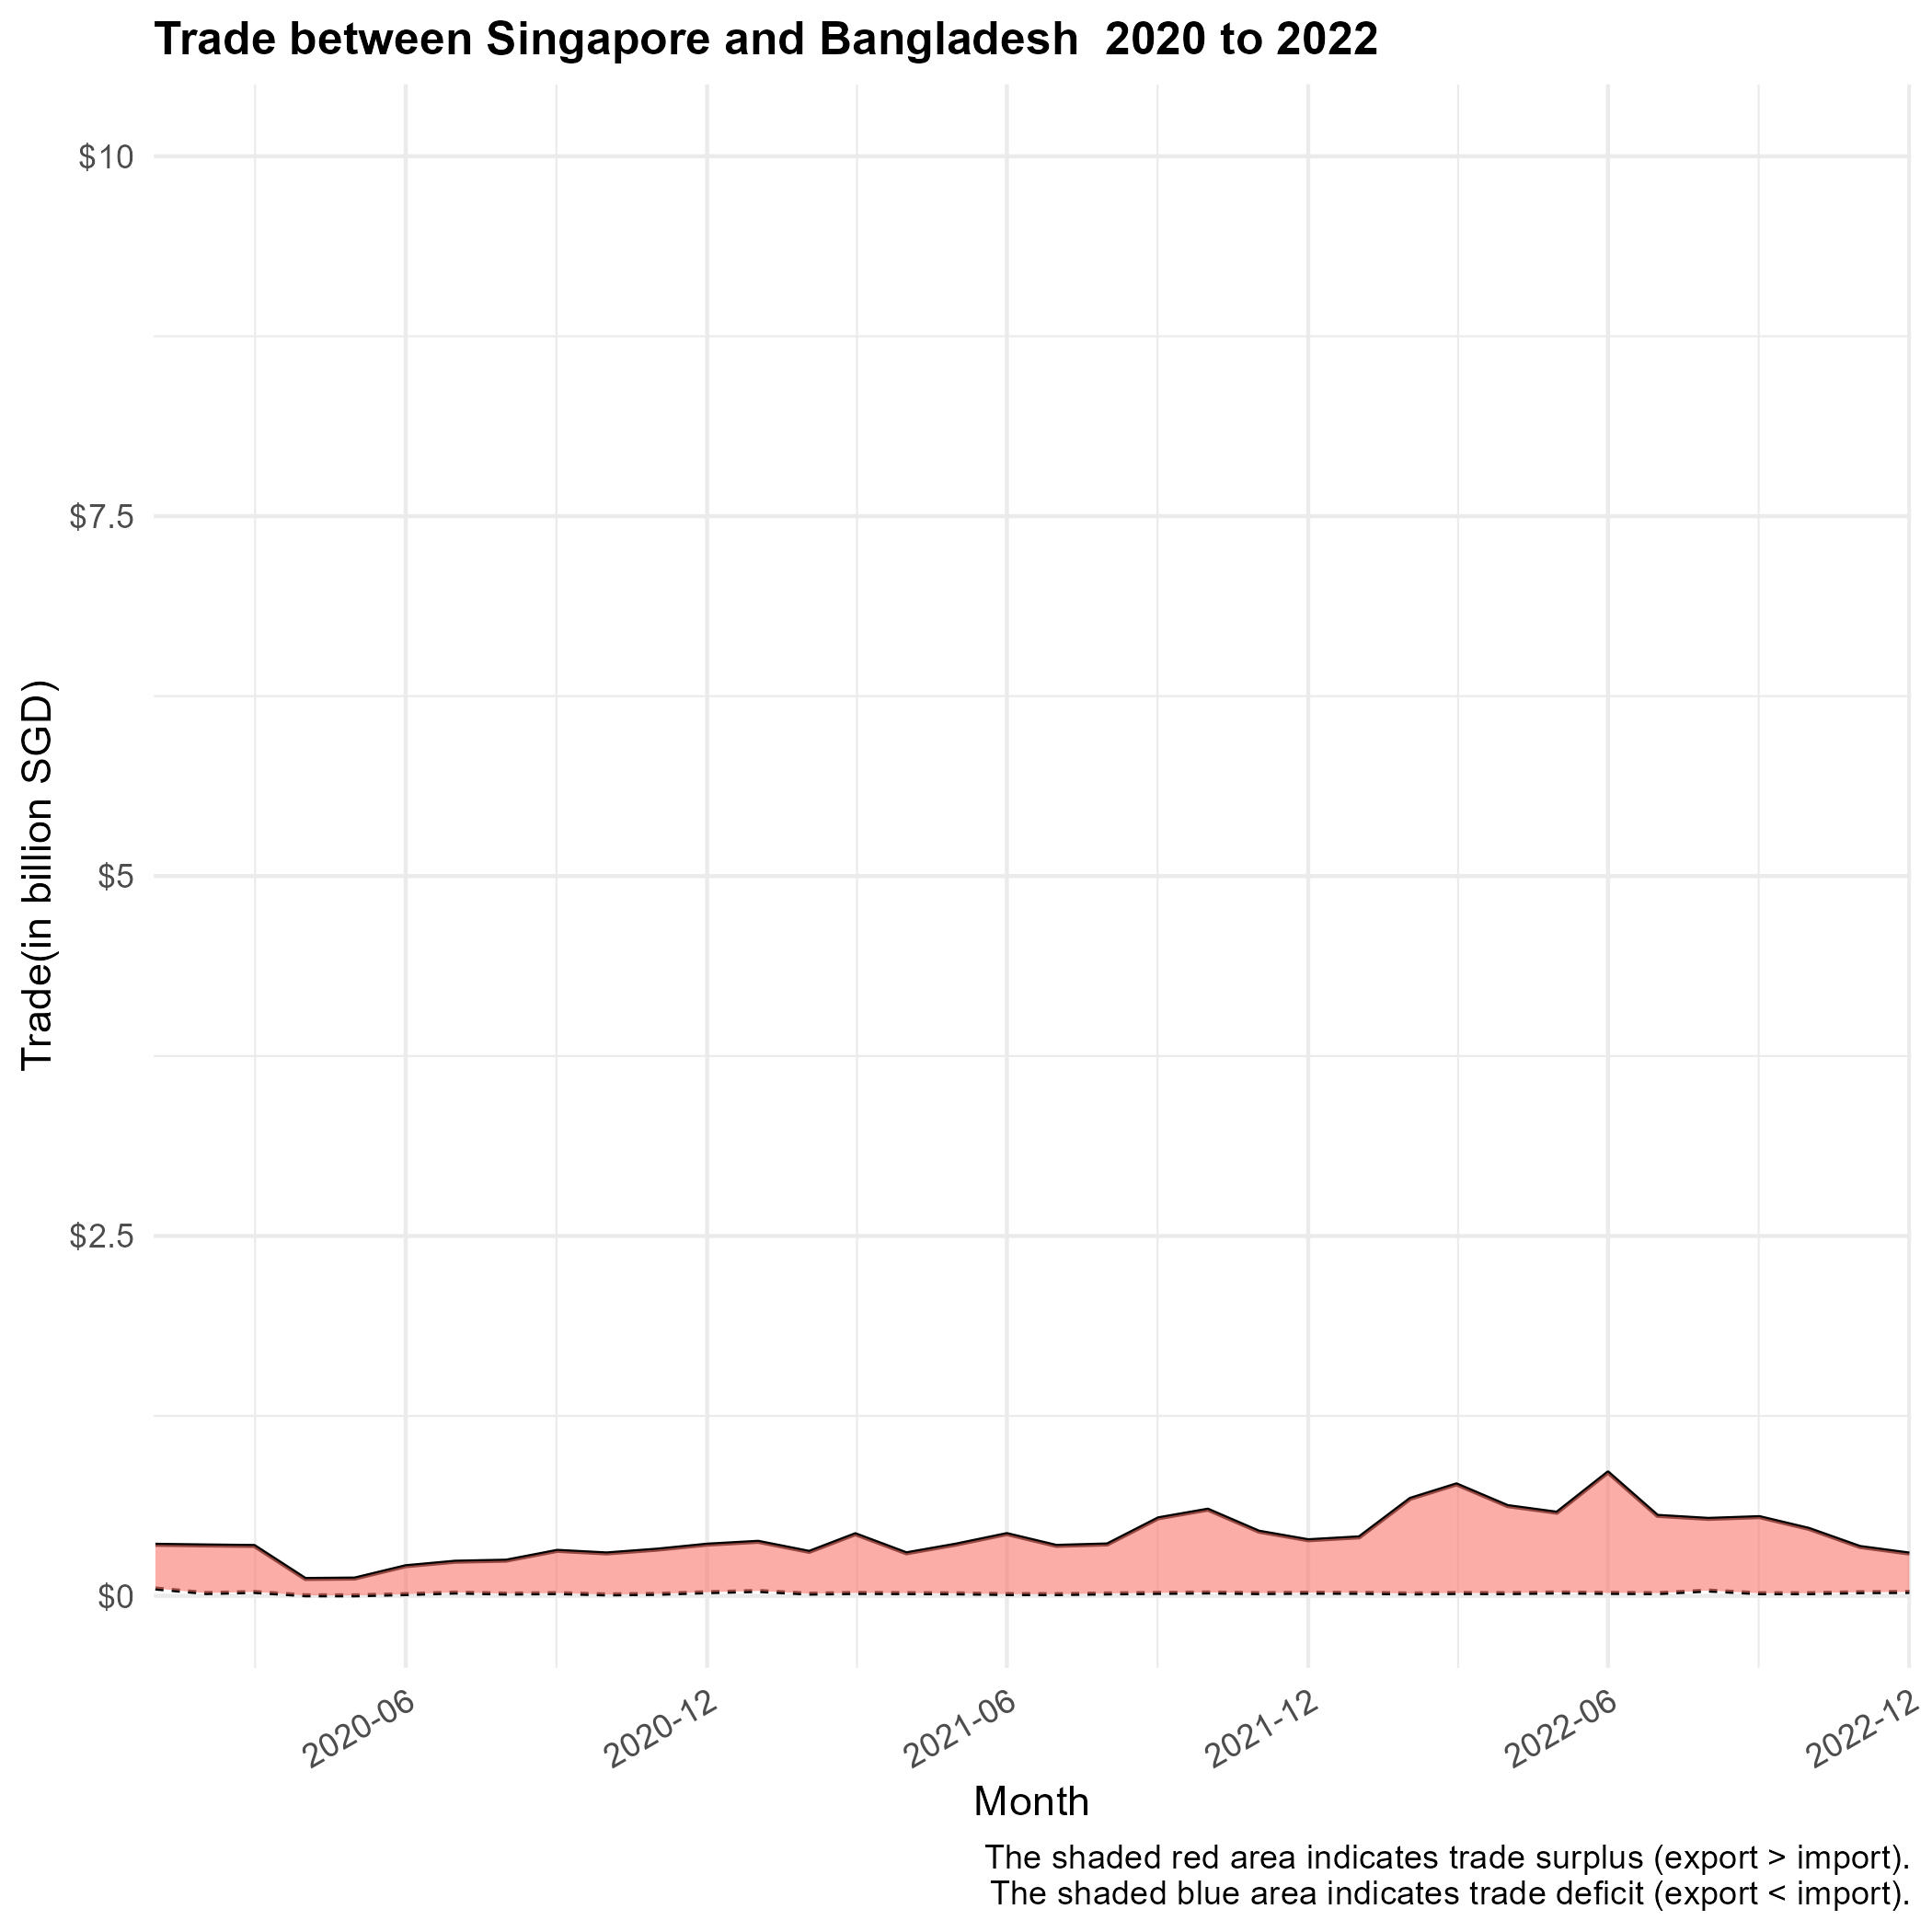 Trade between Singapore and Bangladesh  2020 to 2022
$10
$7.5
$5
$2.5
$0
Trade(in billion SGD)
2020-06
2020-12
2021-06
2021-12
2022-06
2022-12
Month
The shaded red area indicates trade surplus (export > import).
The shaded blue area indicates trade deficit (export < import).